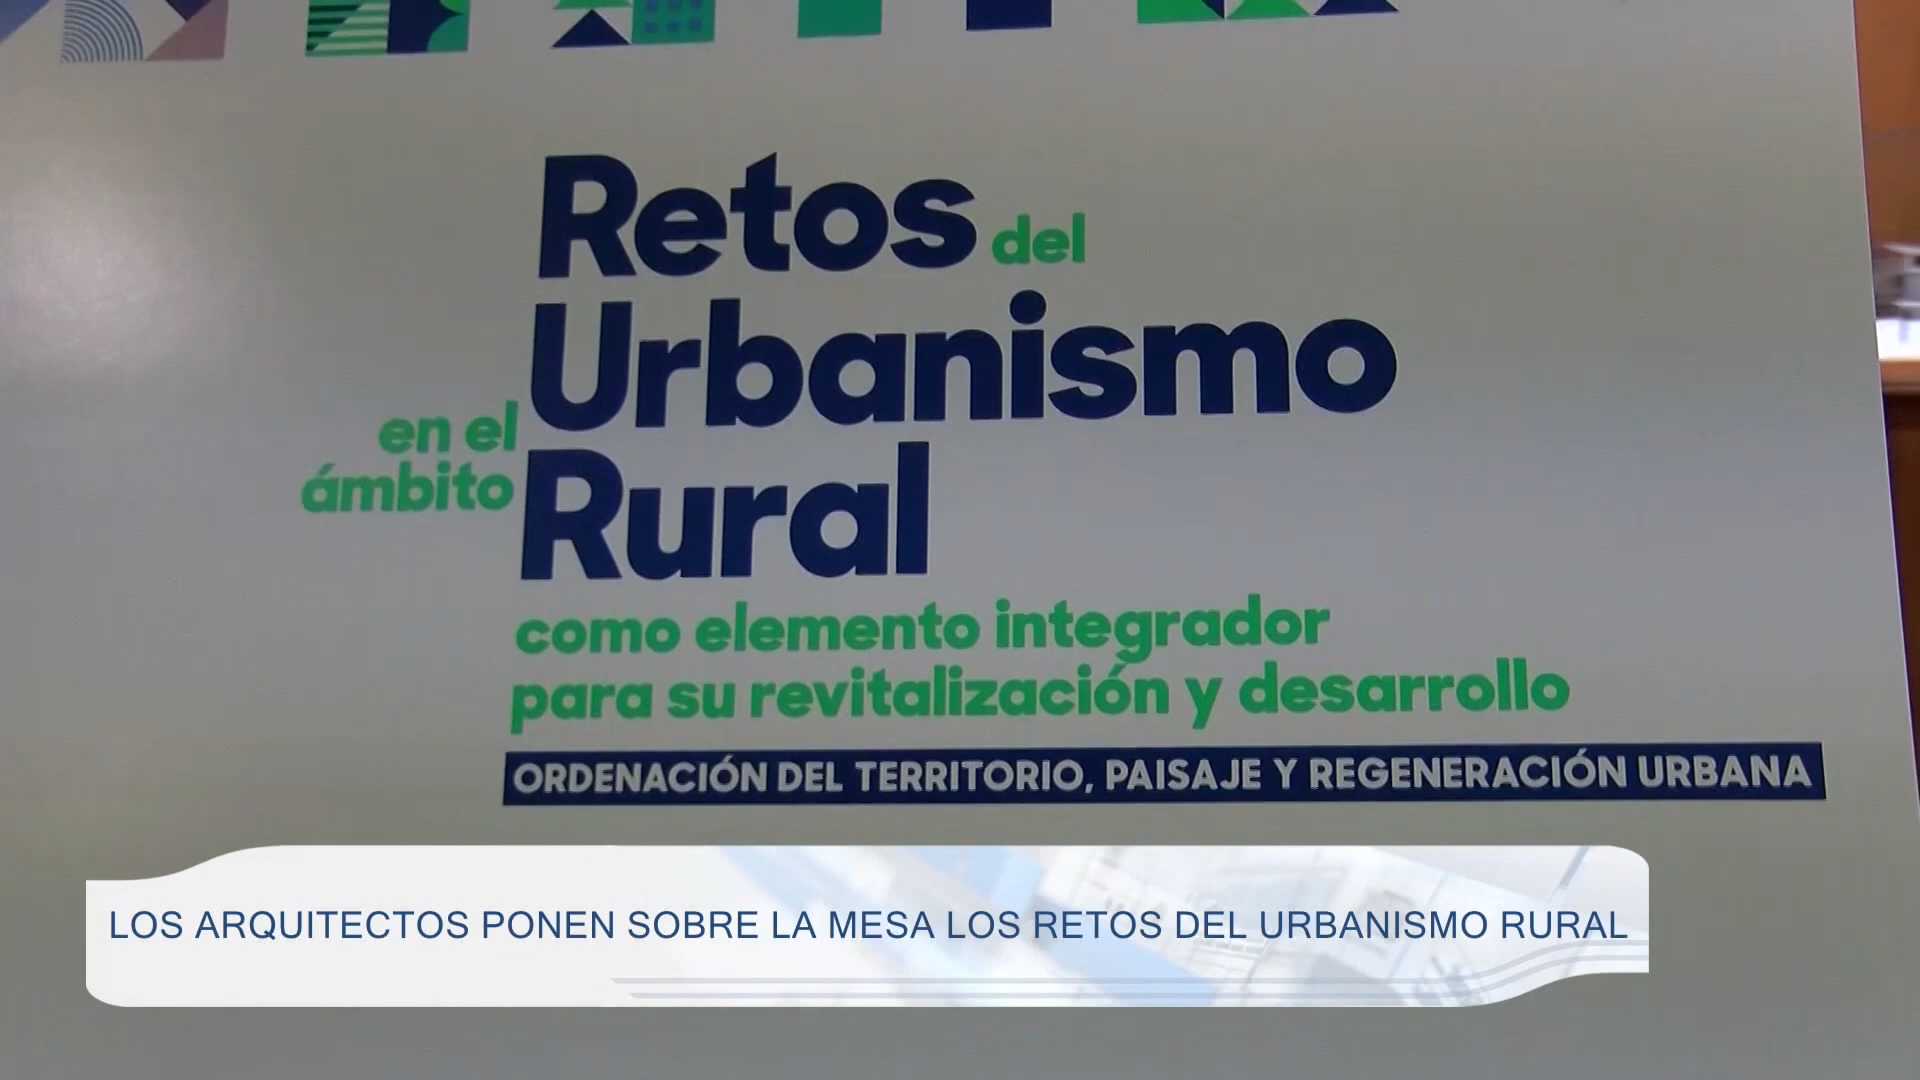 Retos del
Urbanismo
en el
ámbito
Rural
como elemento integrador
para su revitalización y desarrollo
ORDENACIÓN DEL TERRITORIO, PAISAJE Y REGENERACIÓN URBANA
LOS ARQUITECTOS PONEN SOBRE LA MESA LOS RETOS DEL URBANISMO RURAL